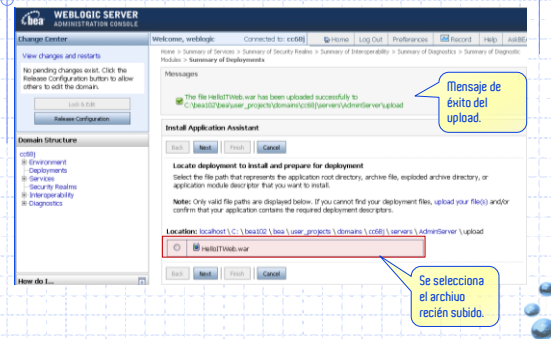 bea WEBLOGIC SERVER
ADMINISTRATION CONSOLE
Change Center
View changes and restarts
No pending changes exist. Click the
Release Configuration button to allow
others to edit the domain.
Lock & Edit
Release Configuration
Domain Structure
cc68j
Environment
Deployments
Services
Security Realms
Interoperability
Diagnostics
How do I...
Welcome, weblogic Connected to: cc68j Home Log Out Preferences Record Help AskBEA
Home > Summary of Services > Summary of Security Realms > Summary of Interoperability > Summary of Diagnostics > Summary of Diagnostic
Modules > Summary of Deployments
Messages
The file HelloITWeb.war has been uploaded successfully to
C:\bea102\bea\user_projects\domains\cc68j\servers\AdminServer\upload
Install Application Assistant
Back Next Finish Cancel
Locate deployment to install and prepare for deployment
Select the file path that represents the application root directory, archive file, exploded archive directory, or
application module descriptor that you want to install.
Note: Only valid file paths are displayed below. If you cannot find your deployment files, upload your file(s) and/or
confirm that your application contains the required deployment descriptors.
Location: localhost \ C: \ bea102 \ bea \ user_projects \ domains \ cc68j \ servers \ AdminServer \ upload
HelloITWeb.war
Back Next Finish Cancel
Mensaje de
éxito del
upload.
Se selecciona
el archivo
recién subido.